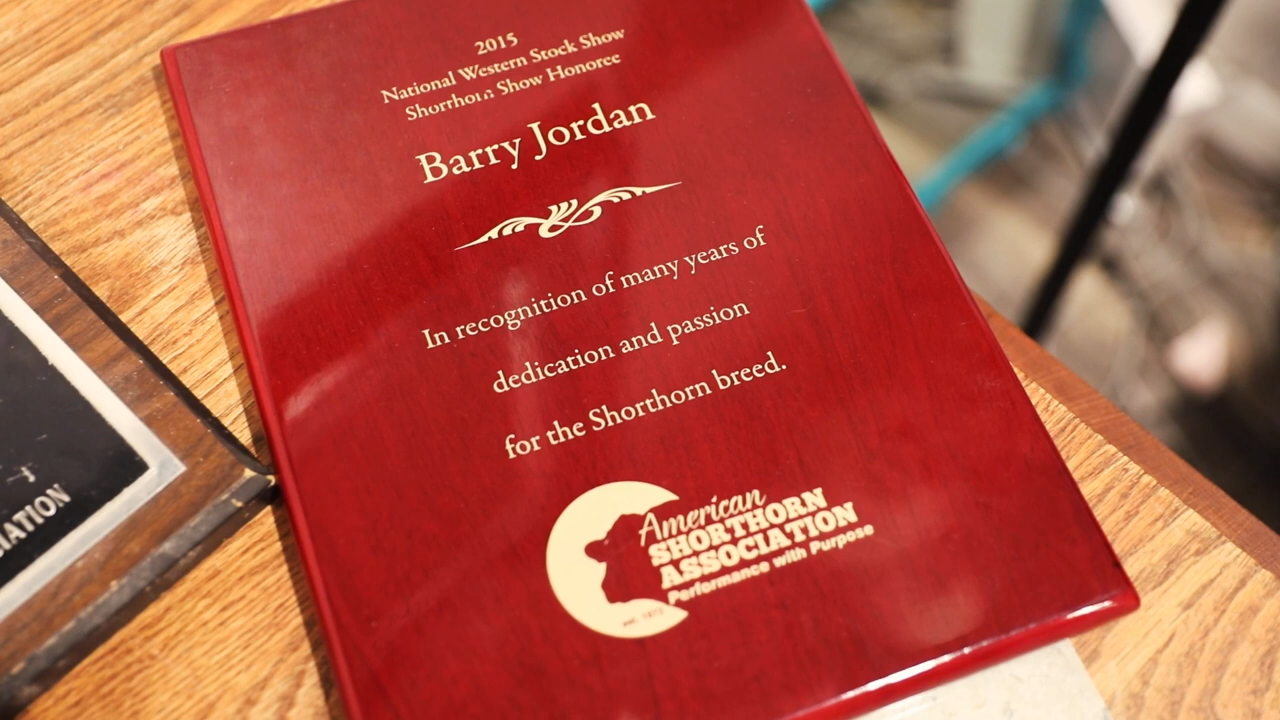 2015
National Western Stock Show
Shorthorn Show Honoree
Barry Jordan
In recognition of many years of
dedication and passion
for the Shorthorn breed.
American
SHORTHORN
ASSOCIATION
Performance with Purpose